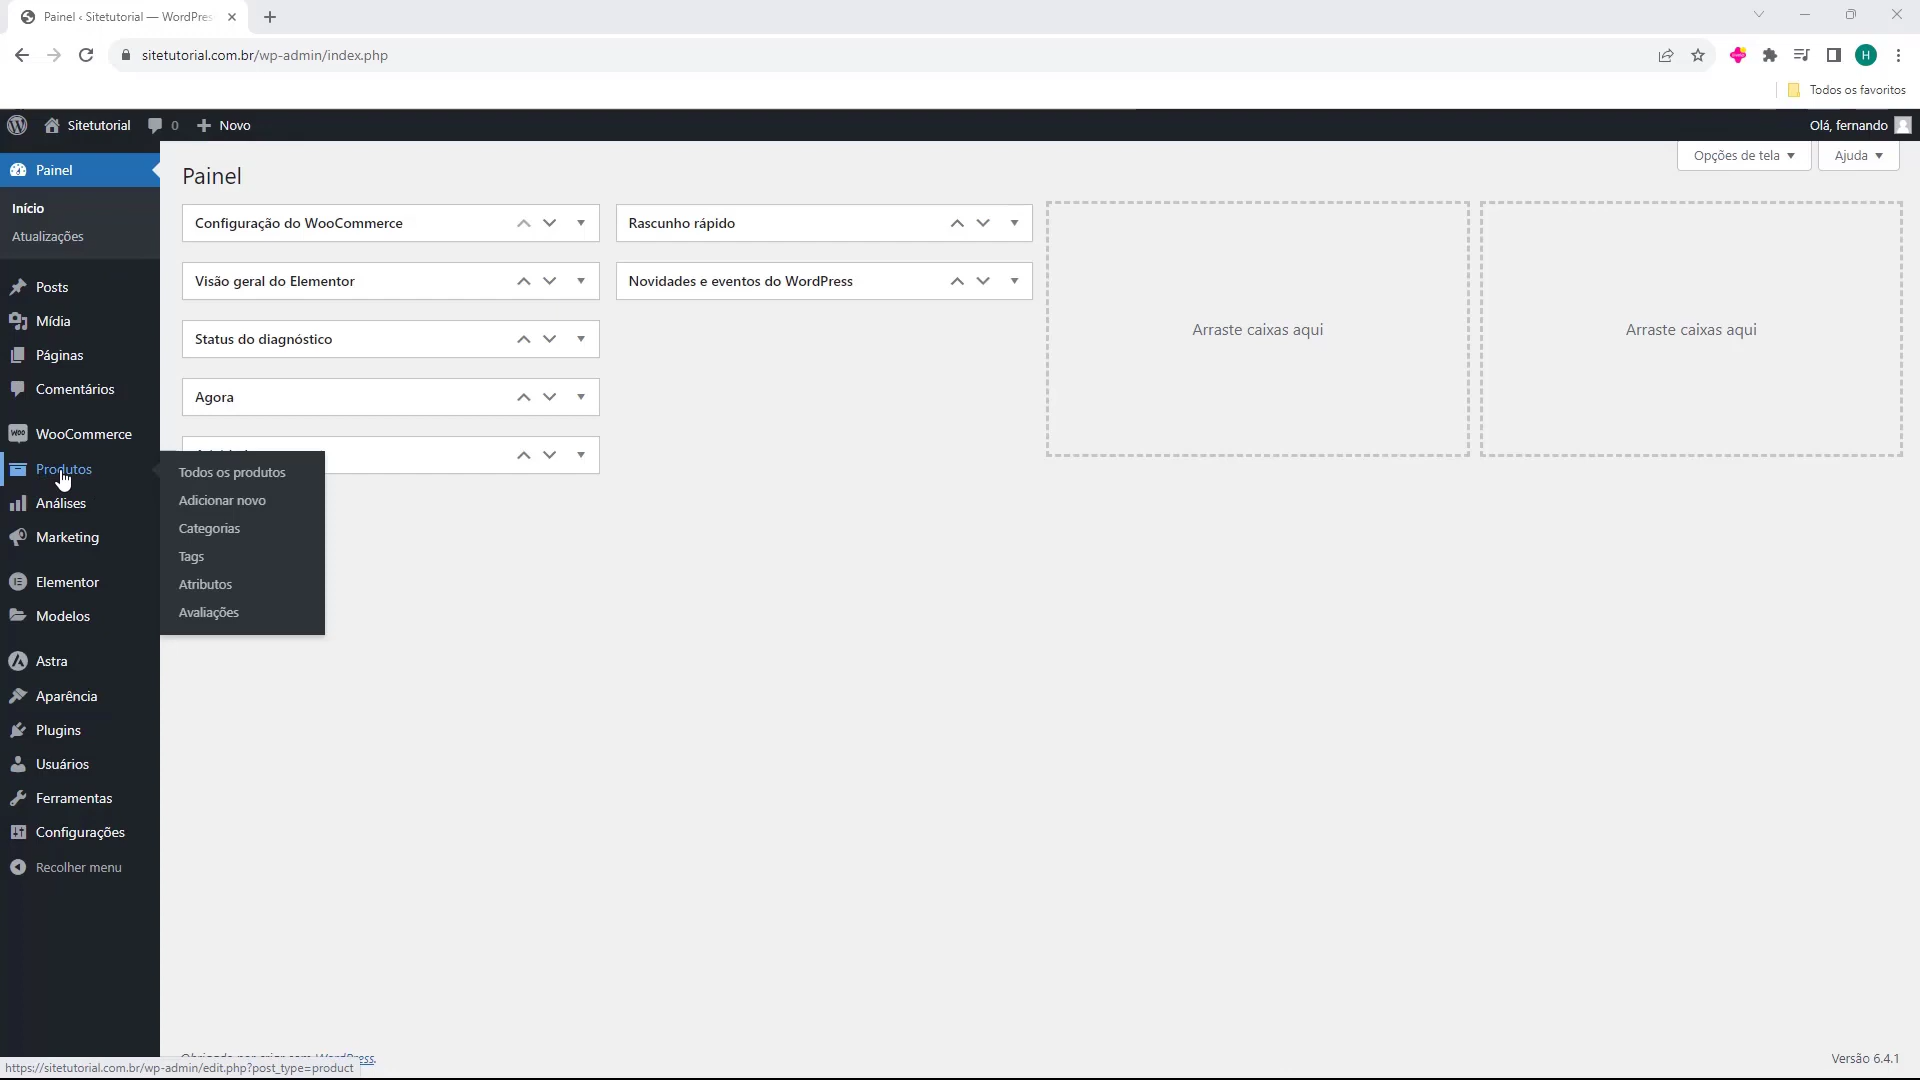 Painel ‹ Sitetutorial — WordPres
sitetutorial.com.br/wp-admin/index.php
H
Todos os favoritos
Sitetutorial
0
Novo
Olá, fernando
Painel
Início
Atualizações
Posts
Mídia
Páginas
Comentários
WOO
WooCommerce
Produtos
Análises
Marketing
Elementor
Modelos
Astra
Aparência
Plugins
Usuários
Ferramentas
Configurações
Recolher menu
Todos os produtos
Adicionar novo
Categorias
Tags
Atributos
Avaliações
Opções de tela
Ajuda
Painel
Configuração do WooCommerce
Visão geral do Elementor
Status do diagnóstico
Agora
Rascunho rápido
Novidades e eventos do WordPress
Arraste caixas aqui
Arraste caixas aqui
Versão 6.4.1
https://sitetutorial.com.br/wp-admin/edit.php?post_type=product